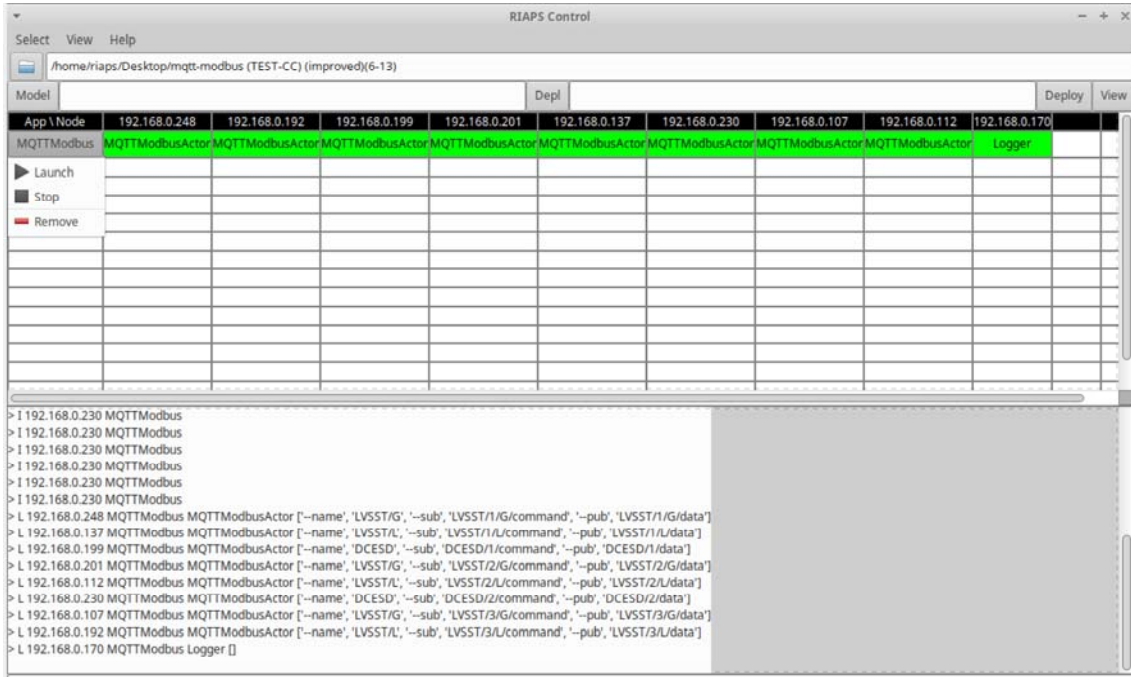 RIAPS Control
Select View Help
/home/riaps/Desktop/mqtt-modbus (TEST-CC) (improved)(6-13)
Model Depl Deploy View
App \ Node 192.168.0.248 192.168.0.192 192.168.0.199 192.168.0.201 192.168.0.137 192.168.0.230 192.168.0.107 192.168.0.112 192.168.0.170
MQTTModbus MQTTModbusActor MQTTModbusActor MQTTModbusActor MQTTModbusActor MQTTModbusActor MQTTModbusActor MQTTModbusActor MQTTModbusActor Logger
Launch
Stop
Remove
> I 192.168.0.230 MQTTModbus
> I 192.168.0.230 MQTTModbus
> I 192.168.0.230 MQTTModbus
> I 192.168.0.230 MQTTModbus
> I 192.168.0.230 MQTTModbus
> I 192.168.0.230 MQTTModbus
> L 192.168.0.248 MQTTModbus MQTTModbusActor ['--name', 'LVSST/G', '--sub', 'LVSST/1/G/command', '--pub', 'LVSST/1/G/data']
> L 192.168.0.137 MQTTModbus MQTTModbusActor ['--name', 'LVSST/L', '--sub', 'LVSST/1/L/command', '--pub', 'LVSST/1/L/data']
> L 192.168.0.199 MQTTModbus MQTTModbusActor ['--name', 'DCESD', '--sub', 'DCESD/1/command', '--pub', 'DCESD/1/data']
> L 192.168.0.201 MQTTModbus MQTTModbusActor ['--name', 'LVSST/G', '--sub', 'LVSST/2/G/command', '--pub', 'LVSST/2/G/data']
> L 192.168.0.112 MQTTModbus MQTTModbusActor ['--name', 'LVSST/L', '--sub', 'LVSST/2/L/command', '--pub', 'LVSST/2/L/data']
> L 192.168.0.230 MQTTModbus MQTTModbusActor ['--name', 'DCESD', '--sub', 'DCESD/2/command', '--pub', 'DCESD/2/data']
> L 192.168.0.107 MQTTModbus MQTTModbusActor ['--name', 'LVSST/G', '--sub', 'LVSST/3/G/command', '--pub', 'LVSST/3/G/data']
> L 192.168.0.192 MQTTModbus MQTTModbusActor ['--name', 'LVSST/L', '--sub', 'LVSST/3/L/command', '--pub', 'LVSST/3/L/data']
> L 192.168.0.170 MQTTModbus Logger []